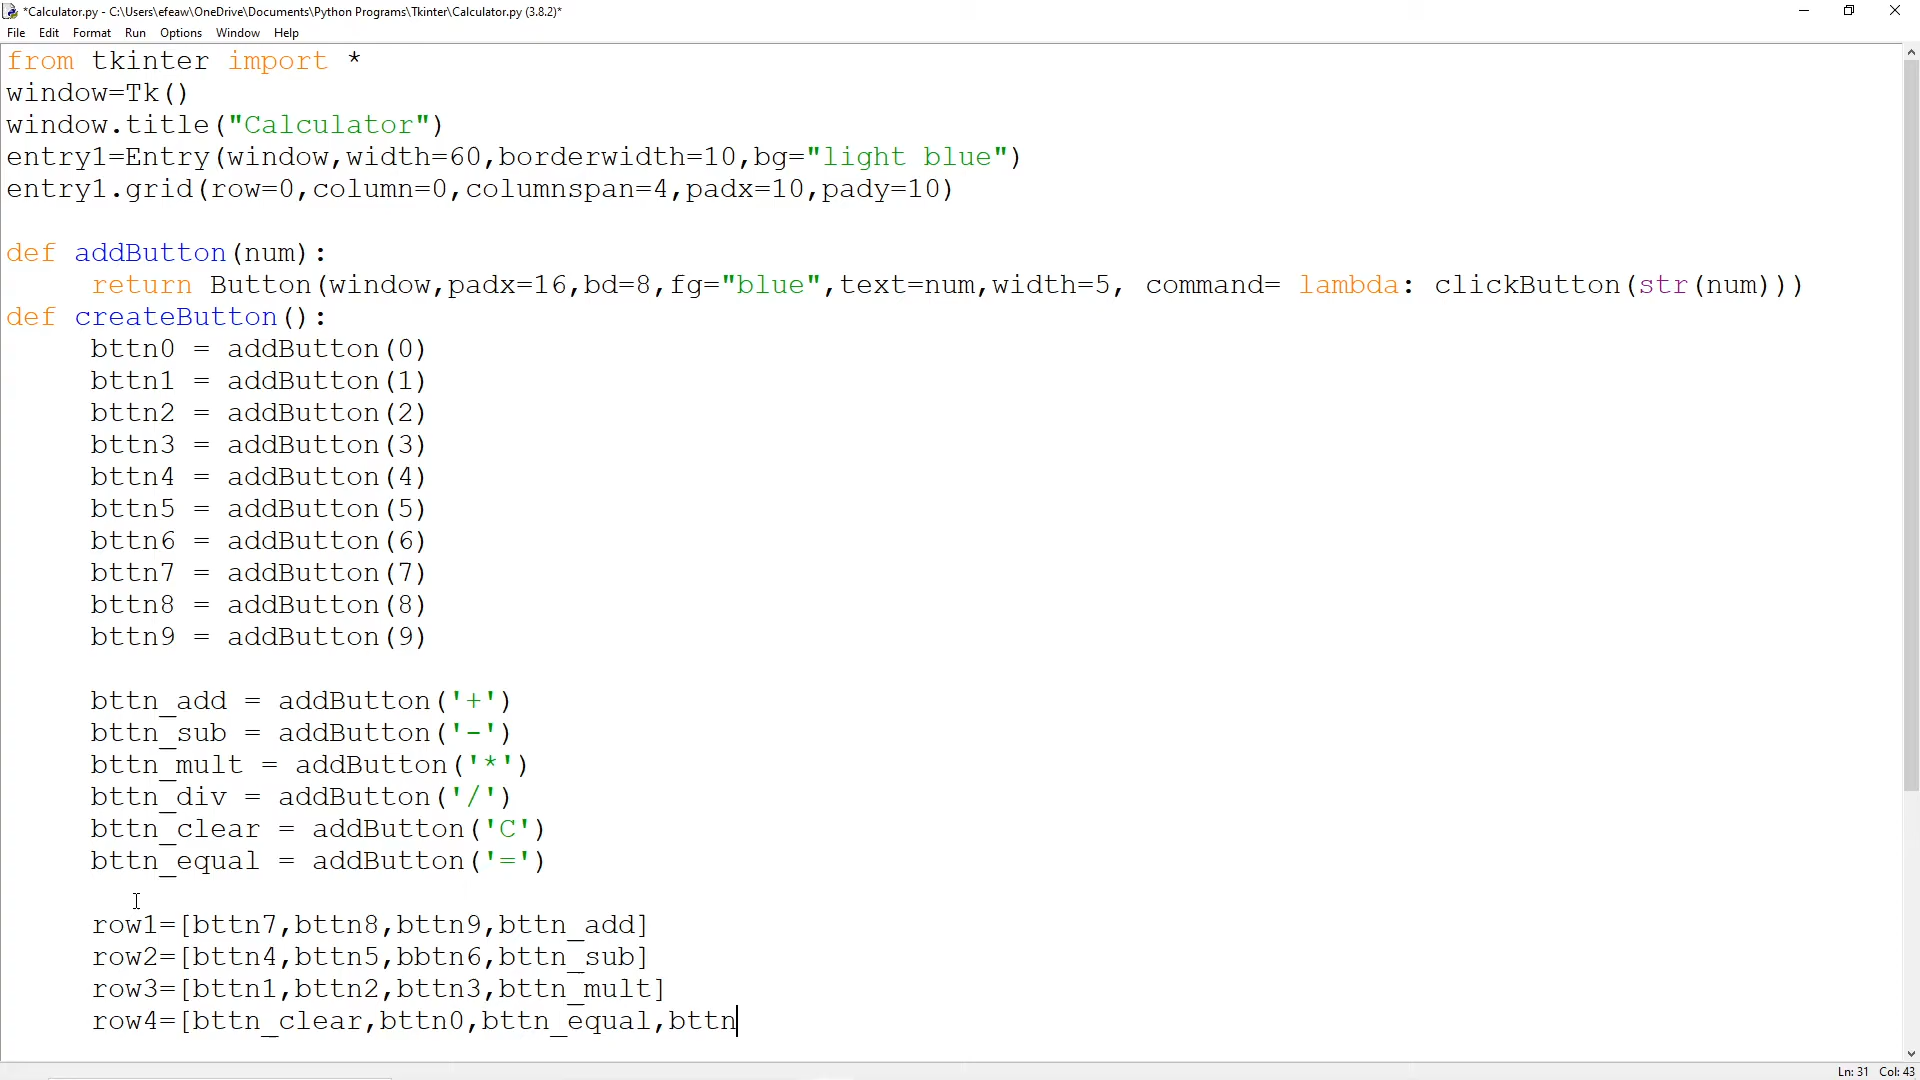 *Calculator.py - C:\Users\efeaw\OneDrive\Documents\Python Programs\Tkinter\Calculator.py (3.8.2)*
File Edit Format Run Options Window Help
from tkinter import *
window=Tk()
window.title("Calculator")
entry1=Entry(window,width=60,borderwidth=10,bg="light blue")
entry1.grid(row=0,column=0,columnspan=4,padx=10,pady=10)
def addButton(num):
return Button(window,padx=16,bd=8,fg="blue",text=num,width=5, command= lambda: clickButton(str(num)))
def createButton():
bttn0 = addButton(0)
bttn1 = addButton(1)
bttn2 = addButton(2)
bttn3 = addButton(3)
bttn4 = addButton(4)
bttn5 = addButton(5)
bttn6 = addButton(6)
bttn7 = addButton(7)
bttn8 = addButton(8)
bttn9 = addButton(9)
bttn_add = addButton('+')
bttn_sub = addButton('-')
bttn_mult = addButton('*')
bttn_div = addButton('/')
bttn_clear = addButton('C')
bttn_equal = addButton('=')
row1=[bttn7,bttn8,bttn9,bttn_add]
row2=[bttn4,bttn5,bbtn6,bttn_sub]
row3=[bttn1,bttn2,bttn3,bttn_mult]
row4=[bttn_clear,bttn0,bttn_equal,bttn
Ln: 31 Col: 43